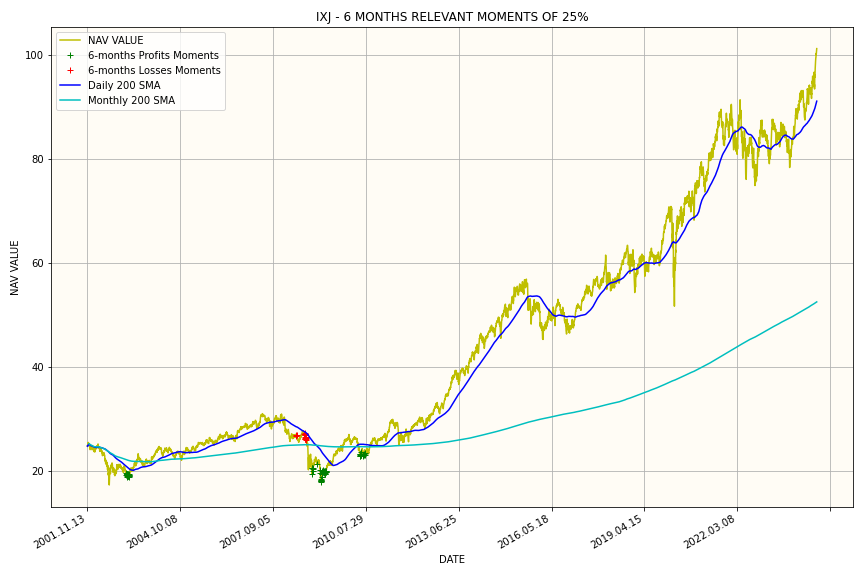 IXJ - 6 MONTHS RELEVANT MOMENTS OF 25%
NAV VALUE
6-months Profits Moments
6-months Losses Moments
Daily 200 SMA
Monthly 200 SMA
NAV VALUE
100
80
60
40
20
2001.11.13
2004.10.08
2007.09.05
2010.07.29
2013.06.25
2016.05.18
2019.04.15
2022.03.08
DATE